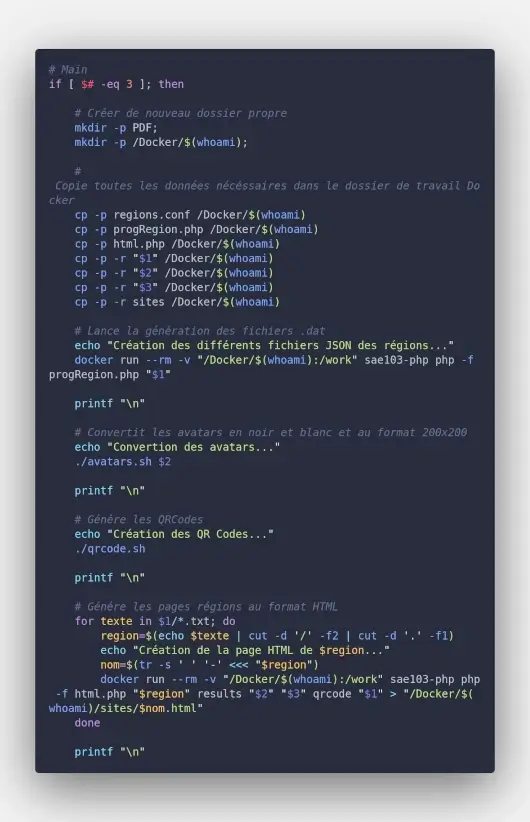 # Main
if [ $# -eq 3 ]; then
# Créer de nouveau dossier propre
mkdir -p PDF;
mkdir -p /Docker/$(whoami);
#
Copie toutes les données nécéssaires dans le dossier de travail Do
cker
cp -p regions.conf /Docker/$(whoami)
cp -p progRegion.php /Docker/$(whoami)
cp -p html.php /Docker/$(whoami)
cp -p -r "$1" /Docker/$(whoami)
cp -p -r "$2" /Docker/$(whoami)
cp -p -r "$3" /Docker/$(whoami)
cp -p -r sites /Docker/$(whoami)
# Lance la génération des fichiers .dat
echo "Création des différents fichiers JSON des régions..."
docker run --rm -v "/Docker/$(whoami):/work" sae103-php php -f
progRegion.php "$1"
printf "\n"
# Convertit les avatars en noir et blanc et au format 200x200
echo "Convertion des avatars..."
./avatars.sh $2
printf "\n"
# Génére les QRCodes
echo "Création des QR Codes..."
./qrcode.sh
printf "\n"
# Génére les pages régions au format HTML
for texte in $1/*.txt; do
region=$(echo $texte | cut -d '/' -f2 | cut -d '.' -f1)
echo "Création de la page HTML de $region..."
nom=$(tr -s ' ' '-' <<< "$region")
docker run --rm -v "/Docker/$(whoami):/work" sae103-php php
-f html.php "$region" results "$2" "$3" qrcode "$1" > "/Docker/$(
whoami)/sites/$nom.html"
done
printf "\n"